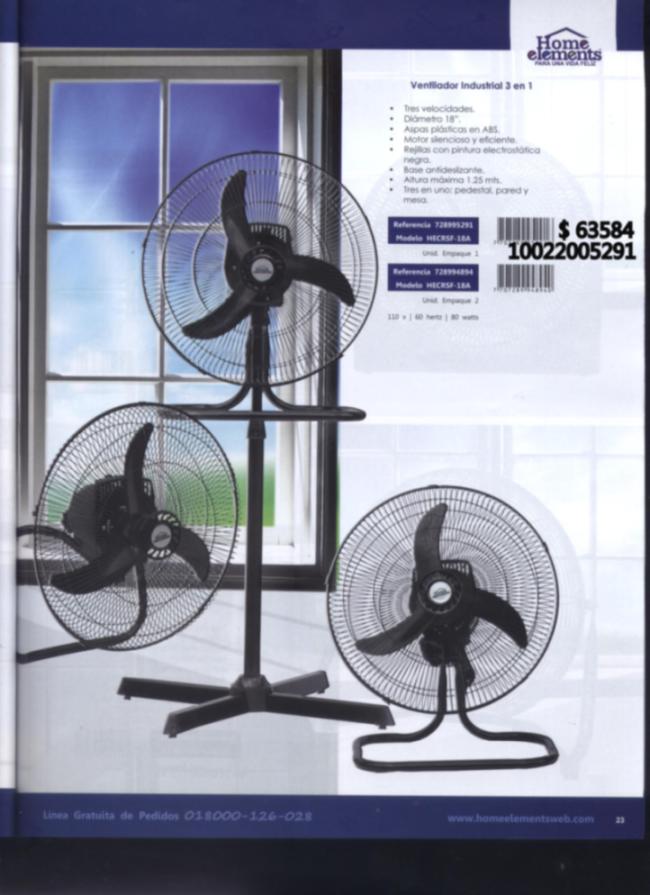 Home
elements
PARA UNA VIDA FELIZ
Ventilador Industrial 3 en 1
• Tres velocidades.
• Diámetro 18".
• Aspas plásticas en ABS.
• Motor silencioso y eficiente.
• Rejillas con pintura electrostática
negra.
• Base antideslizante.
• Altura máxima 1.25 mts.
• Tres en uno: pedestal, pared y
mesa.
Referencia 728995291
Modelo HECRSF-18A
$ 63584
10022005291
Unid. Empaque 1
Referencia 728994894
Modelo HECRSF-18A
Unid. Empaque 2
110 v | 60 hertz | 80 watts
Línea Gratuita de Pedidos 018000-126-028
www.homeelementsweb.com 23